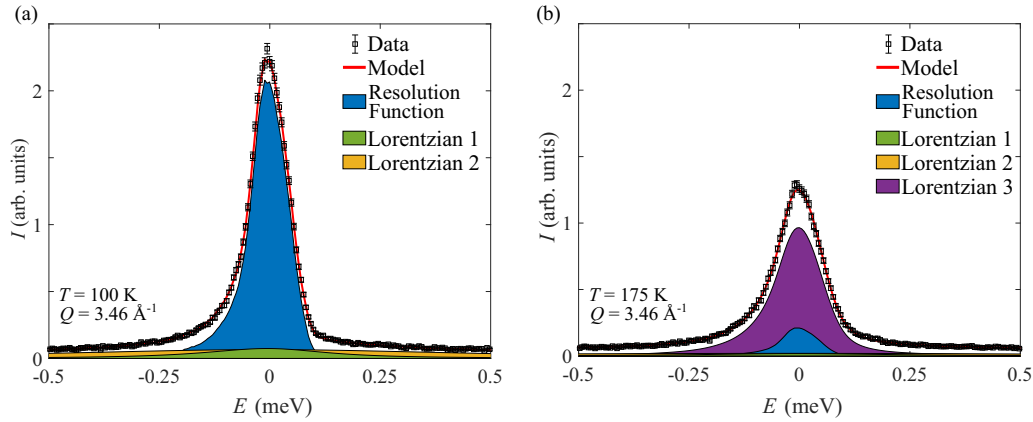 (a)
2
1
0
I (arb. units)
Data
Model
Resolution
Function
Lorentzian 1
Lorentzian 2
T = 100 K
Q = 3.46 Å⁻¹
-0.5
-0.25
0
0.25
0.5
E (meV)
(b)
2
1
0
I (arb. units)
Data
Model
Resolution
Function
Lorentzian 1
Lorentzian 2
Lorentzian 3
T = 175 K
Q = 3.46 Å⁻¹
-0.5
-0.25
0
0.25
0.5
E (meV)